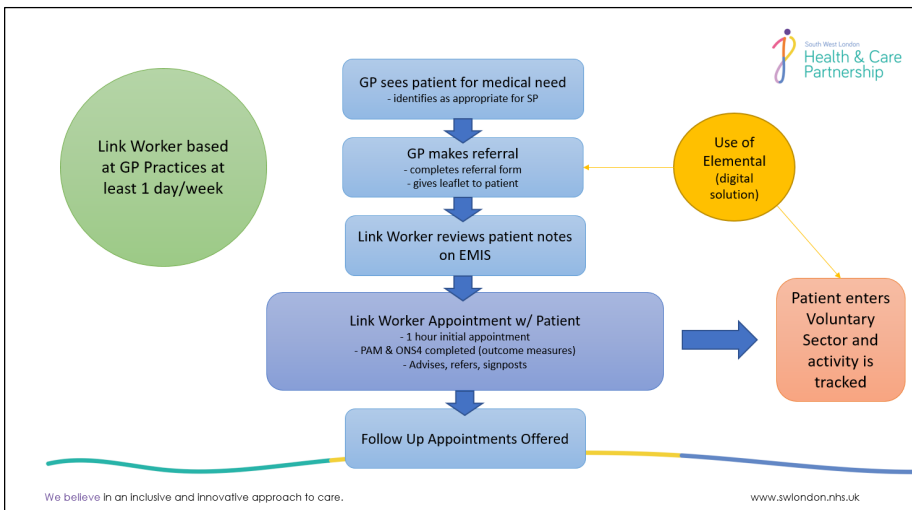 South West London
Health & Care
Partnership
GP sees patient for medical need
- identifies as appropriate for SP
Link Worker based
at GP Practices at
least 1 day/week
GP makes referral
- completes referral form
- gives leaflet to patient
Use of
Elemental
(digital
solution)
Link Worker reviews patient notes
on EMIS
Link Worker Appointment w/ Patient
- 1 hour initial appointment
- PAM & ONS4 completed (outcome measures)
- Advises, refers, signposts
Patient enters
Voluntary
Sector and
activity is
tracked
Follow Up Appointments Offered
We believe in an inclusive and innovative approach to care.
www.swlondon.nhs.uk